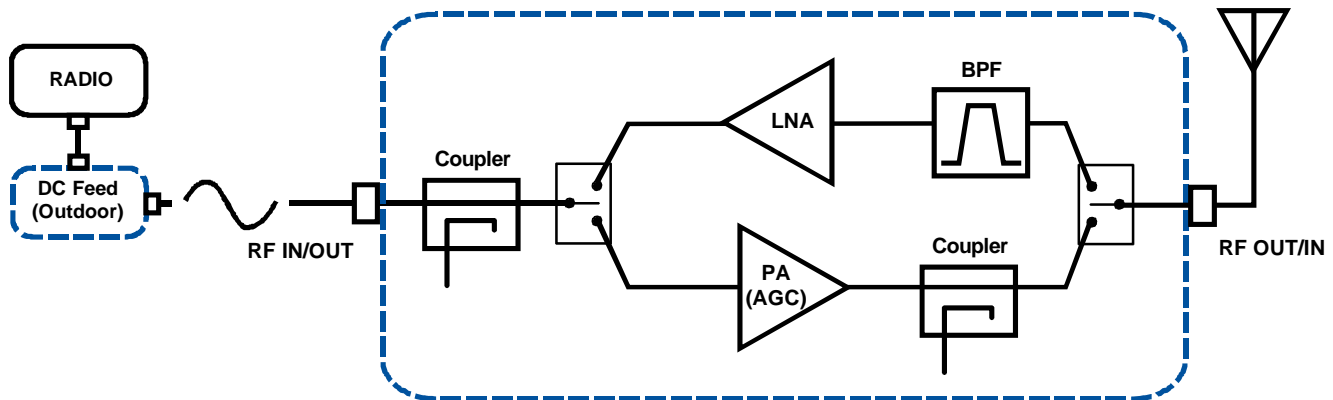 RADIO
DC Feed
(Outdoor)
RF IN/OUT
Coupler
LNA
BPF
PA
(AGC)
Coupler
RF OUT/IN